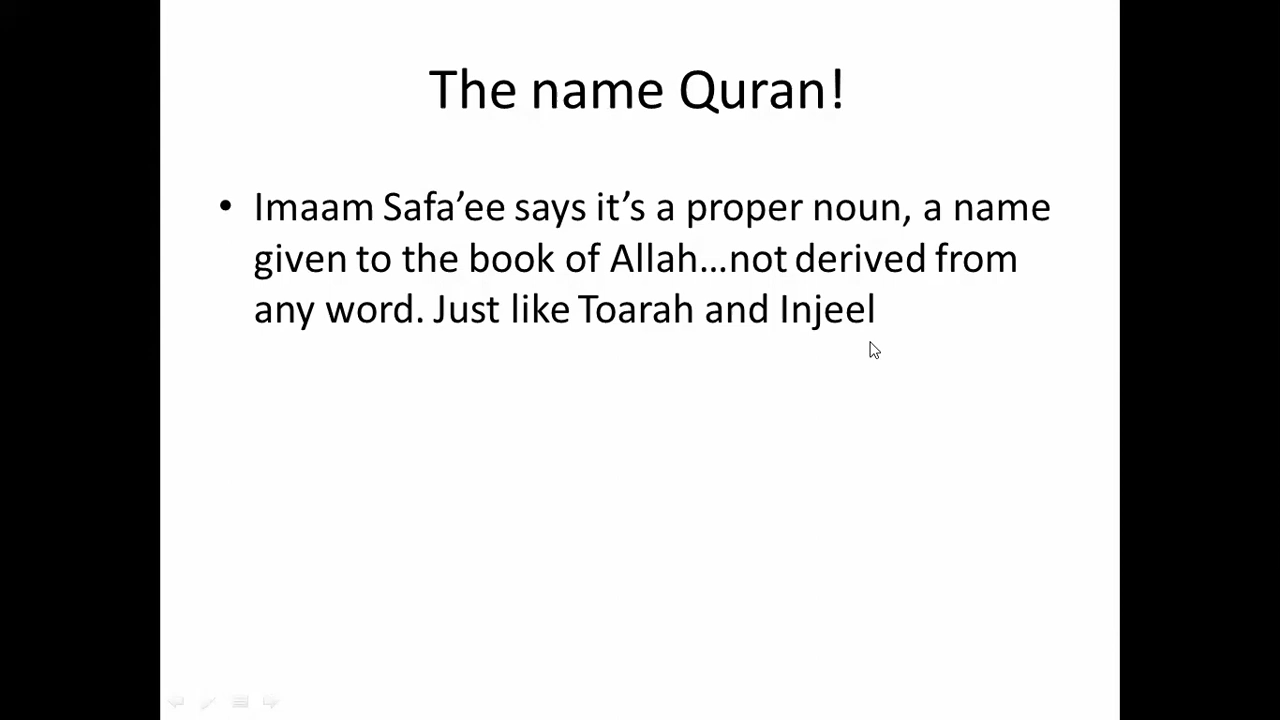 The name Quran!
• Imaam Safa’ee says it’s a proper noun, a name
given to the book of Allah…not derived from
any word. Just like Toarah and Injeel